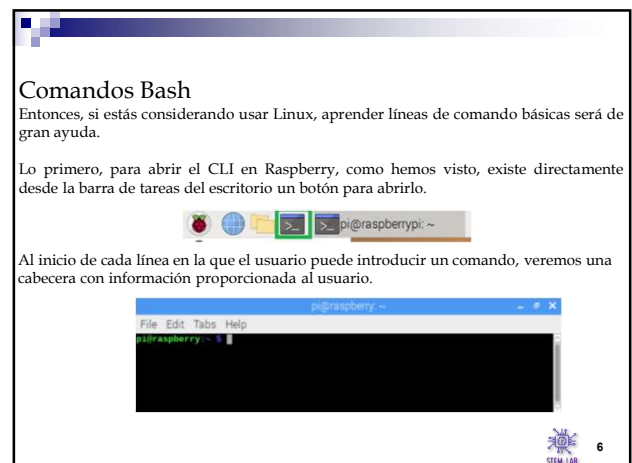 Comandos Bash
Entonces, si estás considerando usar Linux, aprender líneas de comando básicas será de
gran ayuda.
Lo primero, para abrir el CLI en Raspberry, como hemos visto, existe directamente
desde la barra de tareas del escritorio un botón para abrirlo.
>_ >_ pi@raspberrypi: ~
Al inicio de cada línea en la que el usuario puede introducir un comando, veremos una
cabecera con información proporcionada al usuario.
pi@raspberry: ~
File Edit Tabs Help
pi@raspberry:~ $
6
STEM LAB